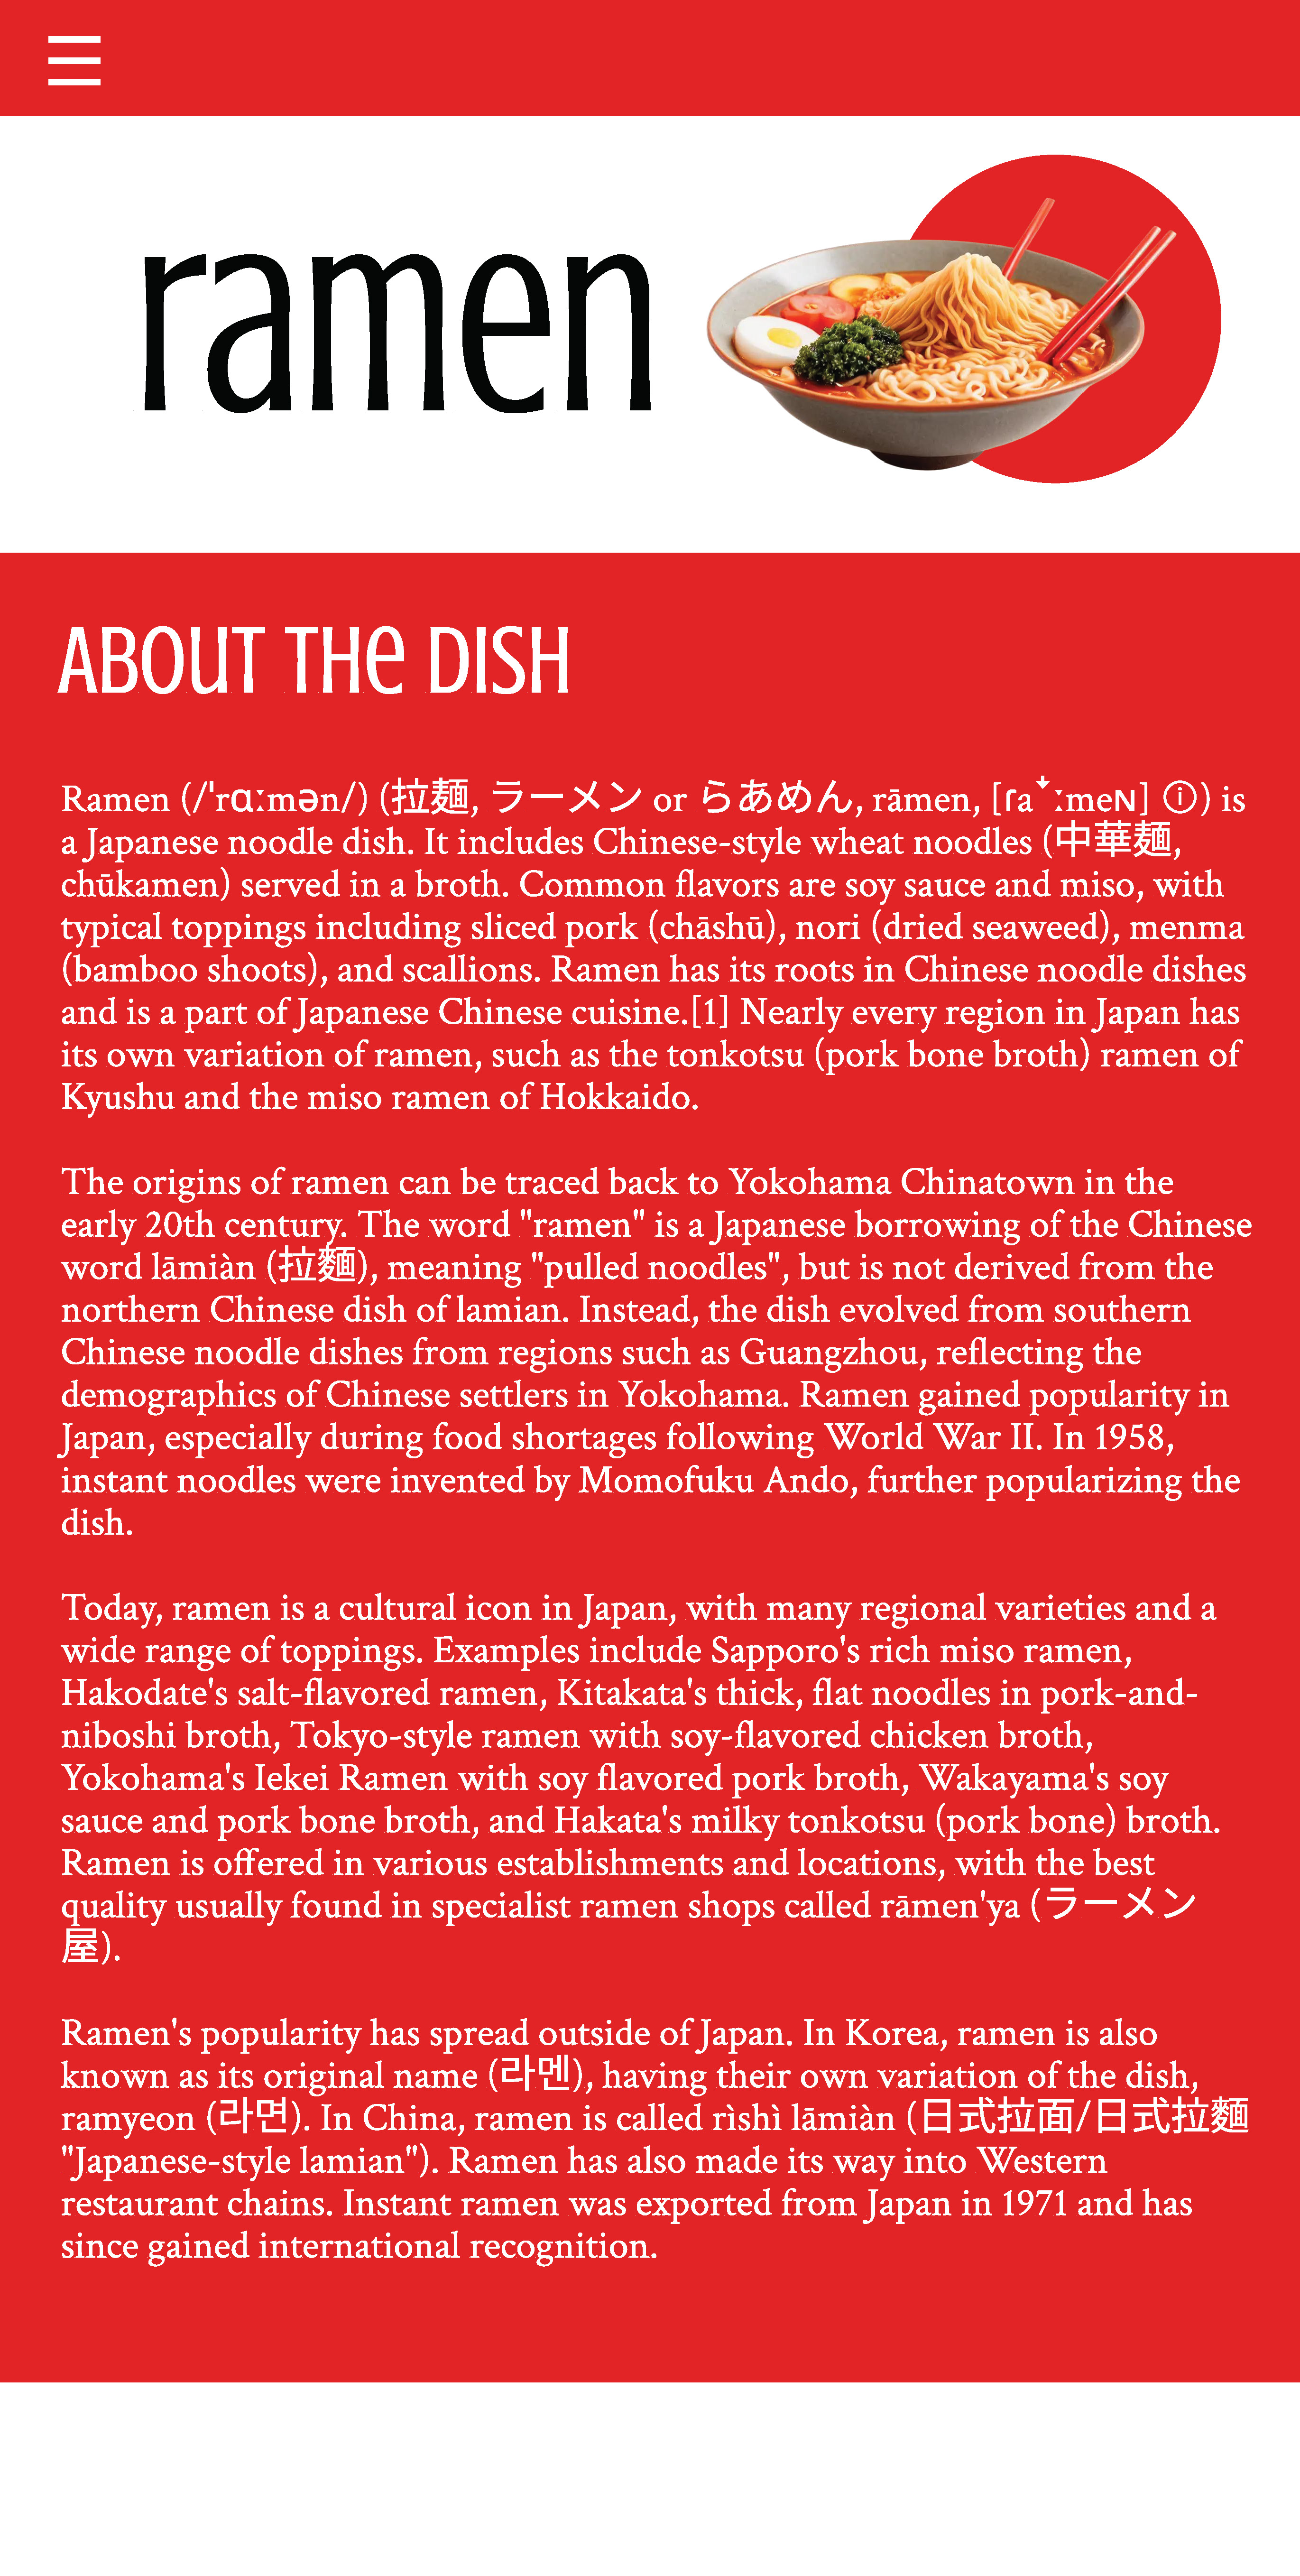 ramen
ABOUT THe DISH
Ramen (/ˈrɑːmən/) (拉麺, ラーメン or らあめん, rāmen, [ɾaꜜːmeɴ] ⓘ) is
a Japanese noodle dish. It includes Chinese-style wheat noodles (中華麺,
chūkamen) served in a broth. Common flavors are soy sauce and miso, with
typical toppings including sliced pork (chāshū), nori (dried seaweed), menma
(bamboo shoots), and scallions. Ramen has its roots in Chinese noodle dishes
and is a part of Japanese Chinese cuisine.[1] Nearly every region in Japan has
its own variation of ramen, such as the tonkotsu (pork bone broth) ramen of
Kyushu and the miso ramen of Hokkaido.
The origins of ramen can be traced back to Yokohama Chinatown in the
early 20th century. The word "ramen" is a Japanese borrowing of the Chinese
word lāmiàn (拉麵), meaning "pulled noodles", but is not derived from the
northern Chinese dish of lamian. Instead, the dish evolved from southern
Chinese noodle dishes from regions such as Guangzhou, reflecting the
demographics of Chinese settlers in Yokohama. Ramen gained popularity in
Japan, especially during food shortages following World War II. In 1958,
instant noodles were invented by Momofuku Ando, further popularizing the
dish.
Today, ramen is a cultural icon in Japan, with many regional varieties and a
wide range of toppings. Examples include Sapporo's rich miso ramen,
Hakodate's salt-flavored ramen, Kitakata's thick, flat noodles in pork-and-
niboshi broth, Tokyo-style ramen with soy-flavored chicken broth,
Yokohama's Iekei Ramen with soy flavored pork broth, Wakayama's soy
sauce and pork bone broth, and Hakata's milky tonkotsu (pork bone) broth.
Ramen is offered in various establishments and locations, with the best
quality usually found in specialist ramen shops called rāmen'ya (ラーメン
屋).
Ramen's popularity has spread outside of Japan. In Korea, ramen is also
known as its original name (라멘), having their own variation of the dish,
ramyeon (라면). In China, ramen is called rìshì lāmiàn (日式拉面/日式拉麵
"Japanese-style lamian"). Ramen has also made its way into Western
restaurant chains. Instant ramen was exported from Japan in 1971 and has
since gained international recognition.